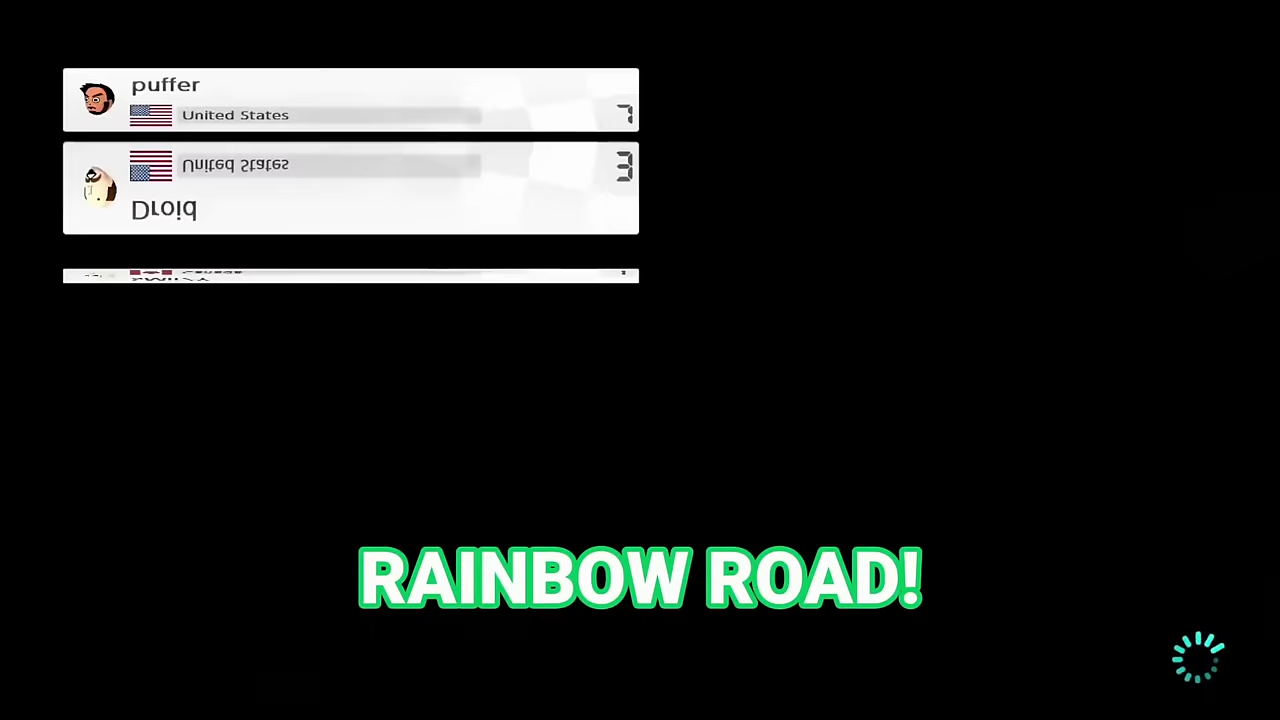 puffer
United States
7
United States
3
Droid
RAINBOW ROAD!